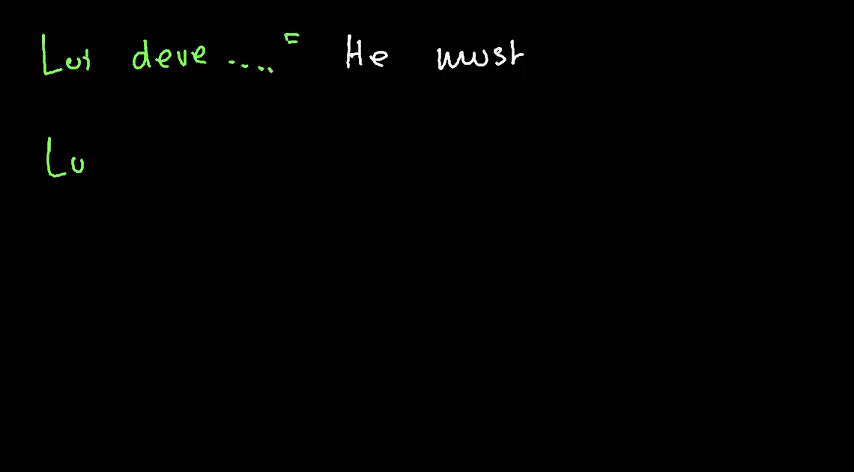 Lui deve .... = He must
Lu